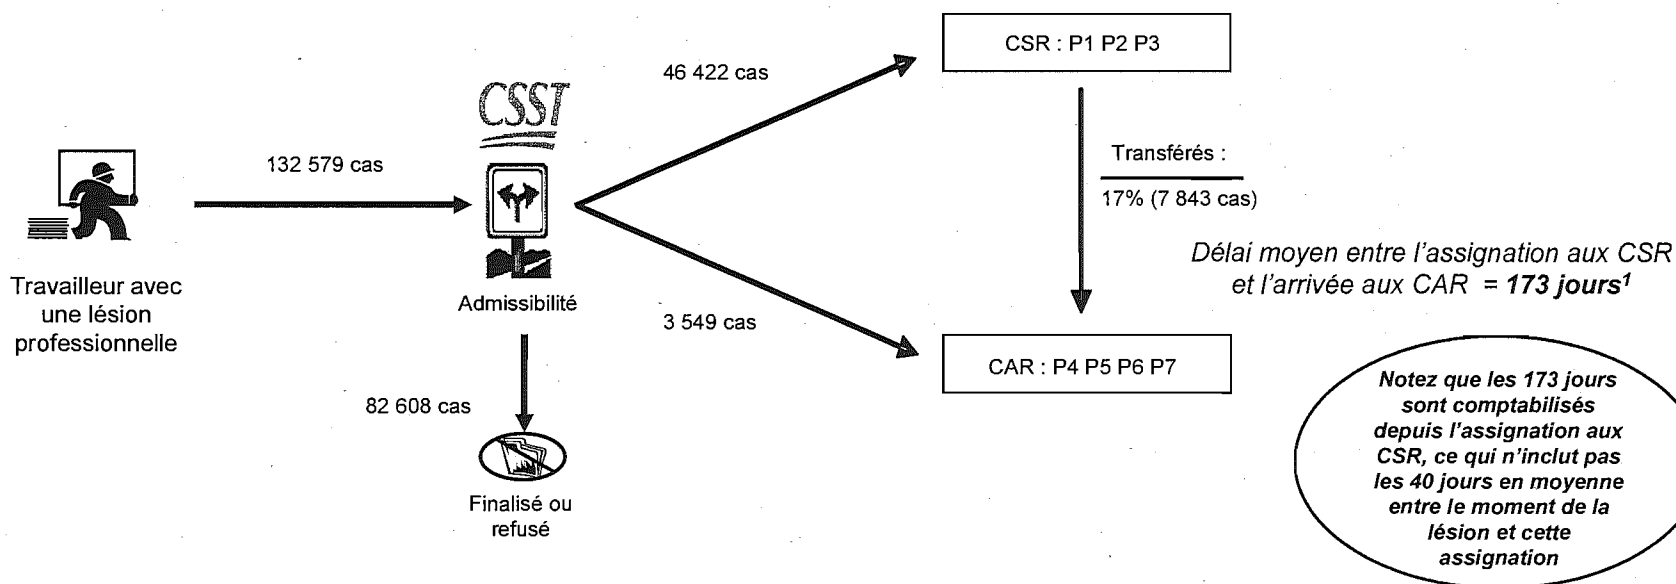 Travailleur avec
une lésion
professionnelle
132 579 cas
CSST
Admissibilité
82 608 cas
Finalisé ou
refusé
46 422 cas
3 549 cas
CSR : P1 P2 P3
Transférés :
17% (7 843 cas)
CAR : P4 P5 P6 P7
Délai moyen entre l'assignation aux CSR
et l'arrivée aux CAR = 173 jours¹
Notez que les 173 jours
sont comptabilisés
depuis l'assignation aux
CSR, ce qui n'inclut pas
les 40 jours en moyenne
entre le moment de la
lésion et cette
assignation